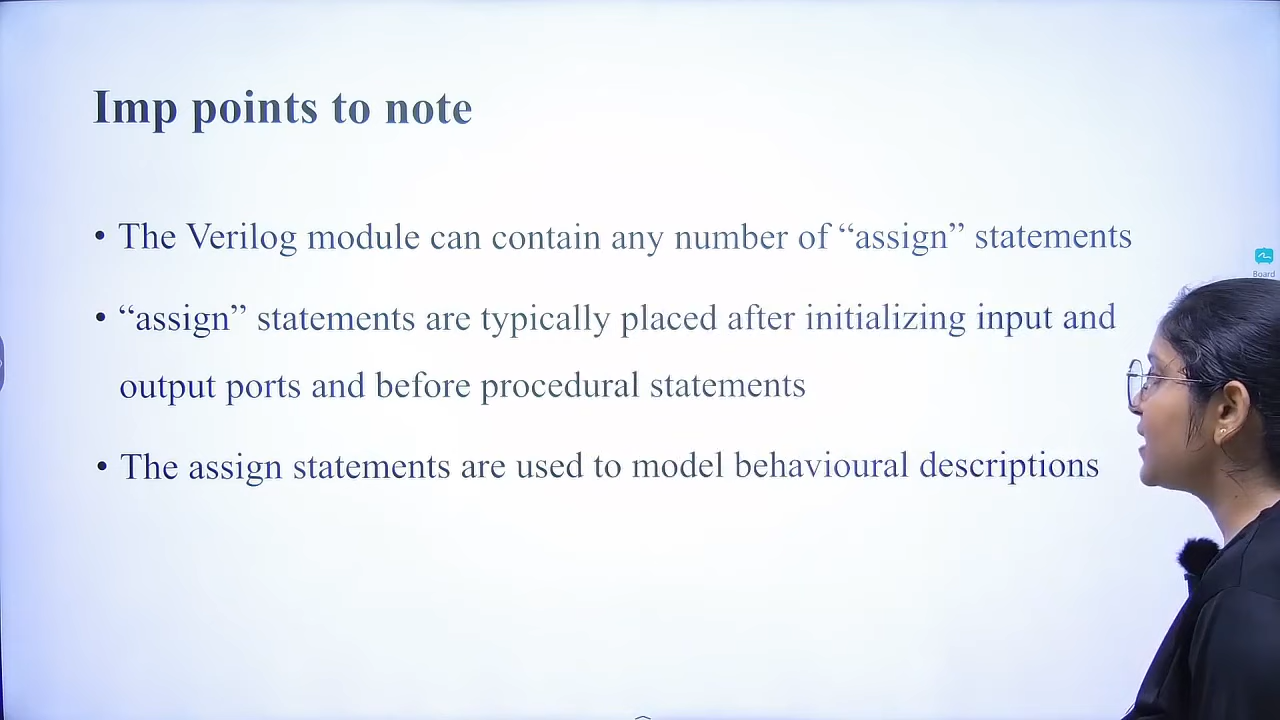 Imp points to note
• The Verilog module can contain any number of “assign” statements
• “assign” statements are typically placed after initializing input and
output ports and before procedural statements
• The assign statements are used to model behavioural descriptions
Board